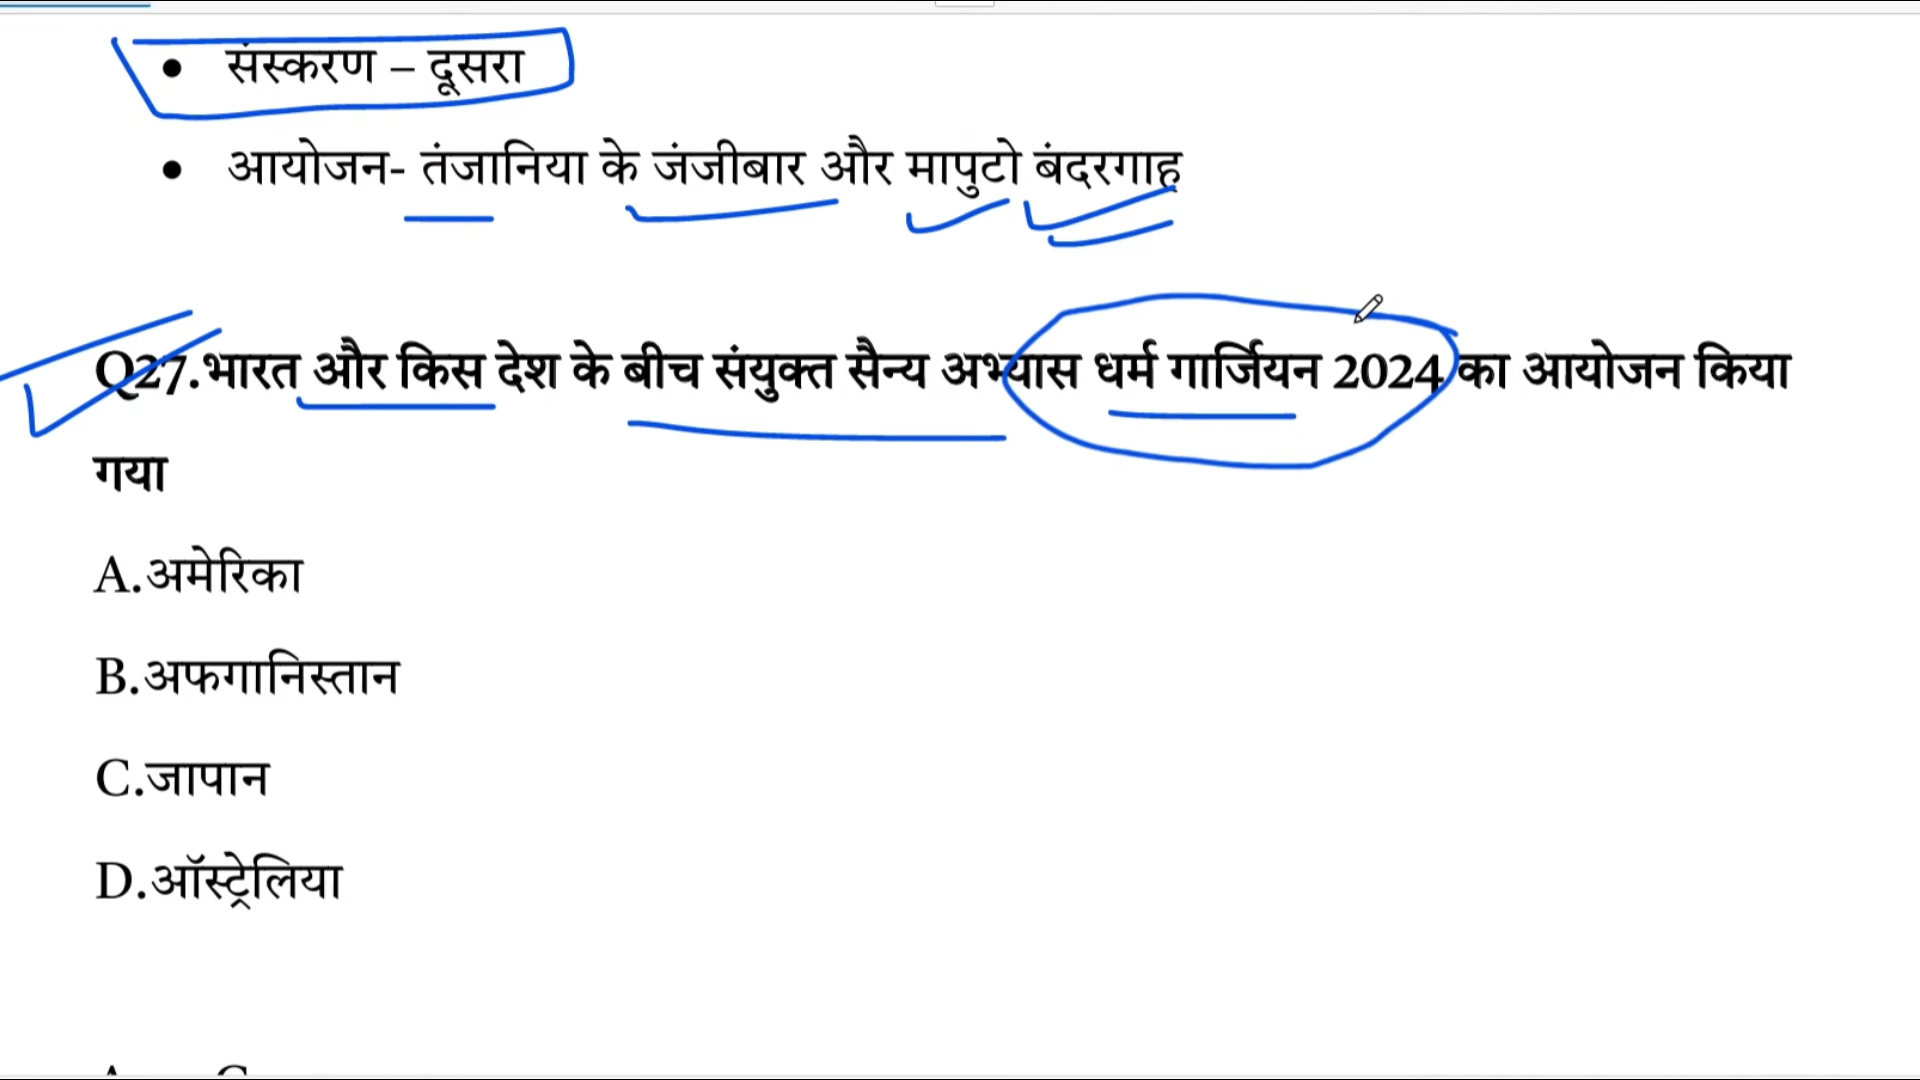 • संस्करण – दूसरा
• आयोजन- तंजानिया के जंजीबार और मापुटो बंदरगाह
Q27.भारत और किस देश के बीच संयुक्त सैन्य अभ्यास धर्म गार्जियन 2024 का आयोजन किया
गया
A.अमेरिका
B.अफगानिस्तान
C.जापान
D.ऑस्ट्रेलिया